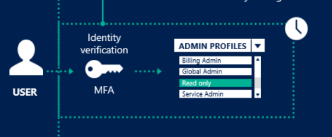 Identity
verification
ADMIN PROFILES
Billing Admin
Global Admin
Read only
Service Admin
USER
MFA